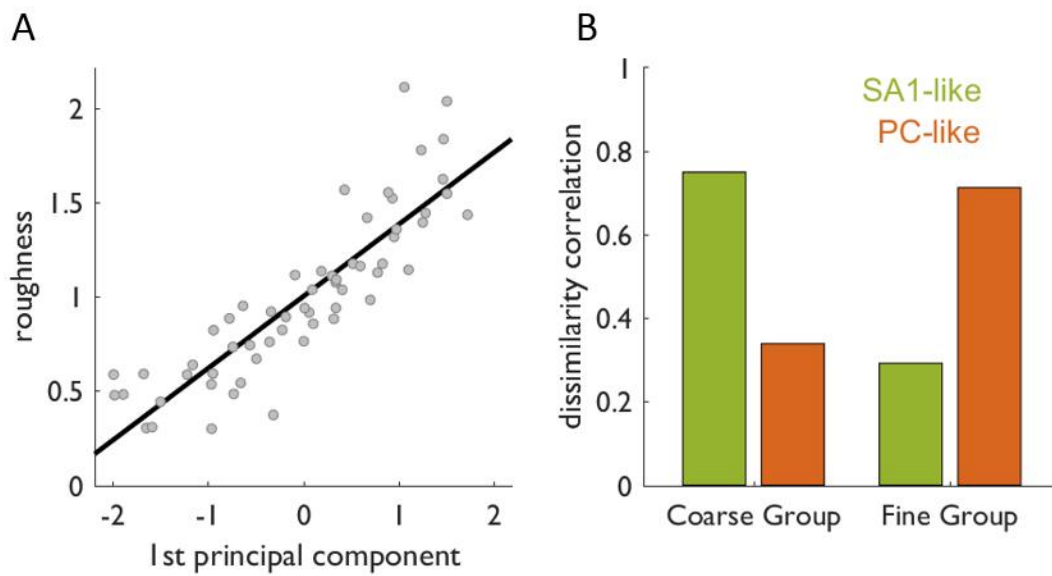 A
roughness
2
1.5
1
0.5
0
-2 -1 0 1 2
1st principal component
B
dissimilarity correlation
1
0.8
0.6
0.4
0.2
0
SA1-like
PC-like
Coarse Group Fine Group